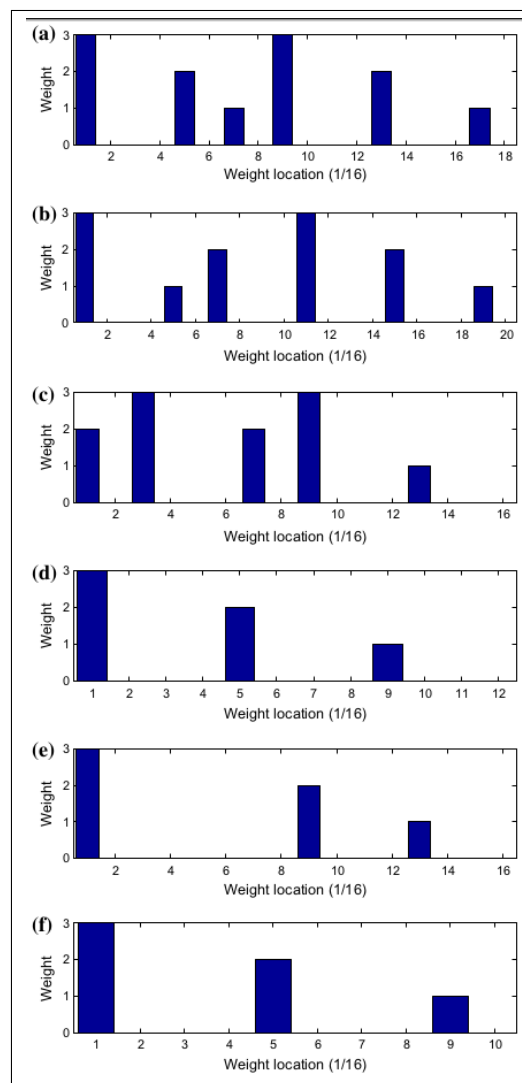 (a)
Weight
3
2
1
0
2 4 6 8 10 12 14 16 18
Weight location (1/16)
(b)
Weight
3
2
1
0
2 4 6 8 10 12 14 16 18 20
Weight location (1/16)
(c)
Weight
3
2
1
0
2 4 6 8 10 12 14 16
Weight location (1/16)
(d)
Weight
3
2
1
0
1 2 3 4 5 6 7 8 9 10 11 12
Weight location (1/16)
(e)
Weight
3
2
1
0
2 4 6 8 10 12 14 16
Weight location (1/16)
(f)
Weight
3
2
1
0
1 2 3 4 5 6 7 8 9 10
Weight location (1/16)